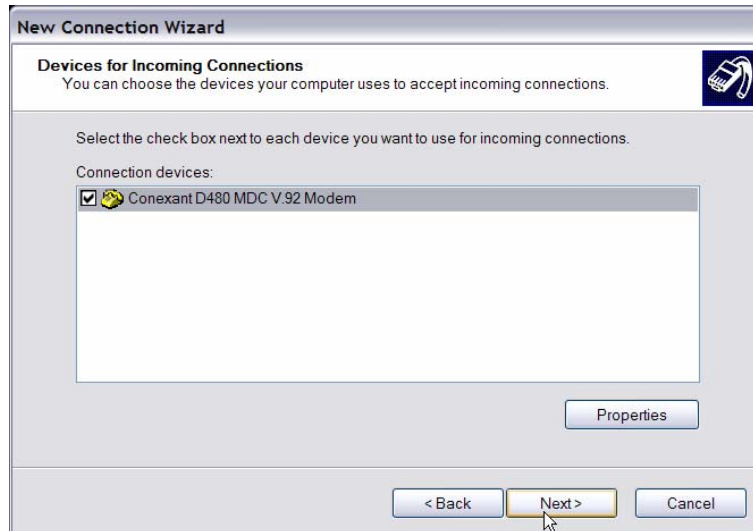 New Connection Wizard
Devices for Incoming Connections
You can choose the devices your computer uses to accept incoming connections.
Select the check box next to each device you want to use for incoming connections.
Connection devices:
Conexant D480 MDC V.92 Modem
Properties
< Back Next > Cancel